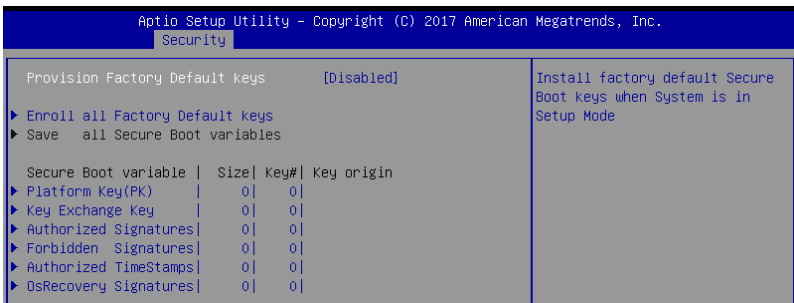 Aptio Setup Utility – Copyright (C) 2017 American Megatrends, Inc.
Security
Provision Factory Default keys [Disabled]
▶ Enroll all Factory Default keys
▶ Save all Secure Boot variables
Secure Boot variable | Size| Key#| Key origin
▶ Platform Key(PK) | 0| 0|
▶ Key Exchange Key | 0| 0|
▶ Authorized Signatures| 0| 0|
▶ Forbidden Signatures| 0| 0|
▶ Authorized TimeStamps| 0| 0|
▶ OsRecovery Signatures| 0| 0|
Install factory default Secure
Boot keys when System is in
Setup Mode